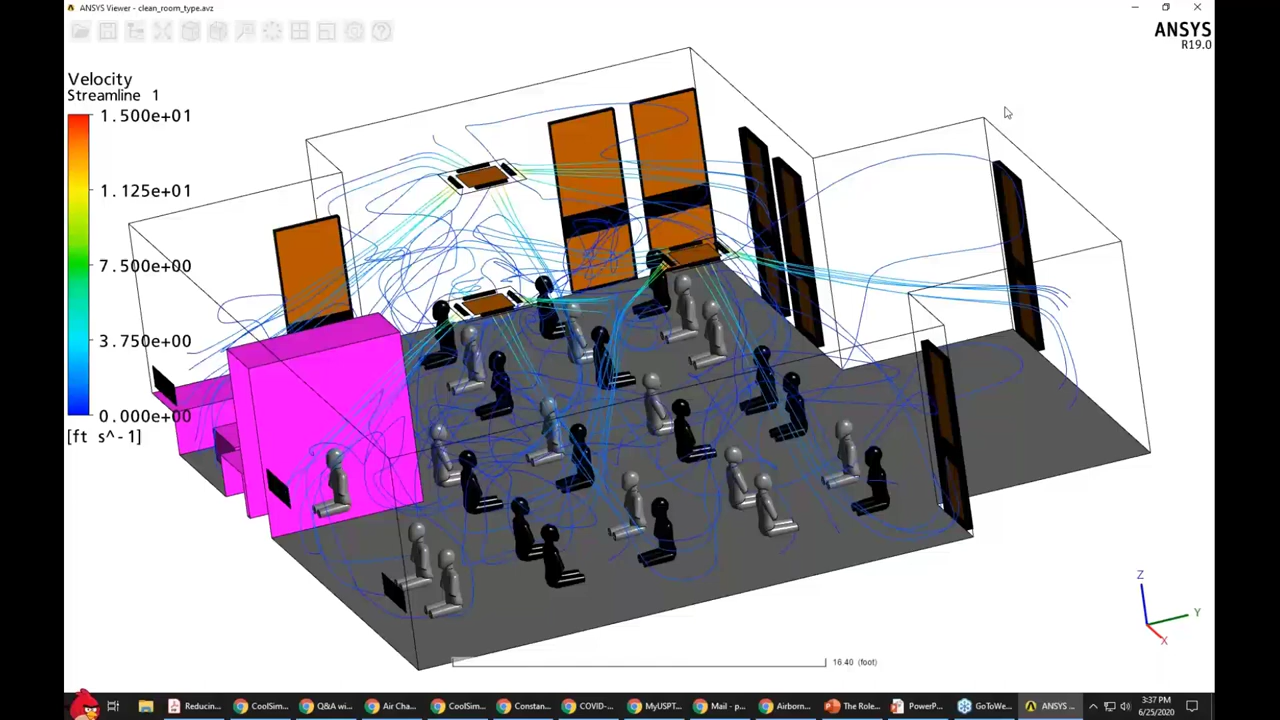 ANSYS Viewer - clean_room_type.avz
ANSYS
R19.0
Velocity
Streamline 1
1.500e+01
1.125e+01
7.500e+00
3.750e+00
0.000e+00
[ft s^-1]
Z
Y
X
16.40 (foot)
Reducin...
CoolSim...
Q&A wi...
Air Cha...
CoolSim...
Constan...
COVID-...
MyUSPT...
Mail - p...
Airborn...
The Role...
PowerP...
GoToWe...
ANSYS ...
3:37 PM
6/25/2020